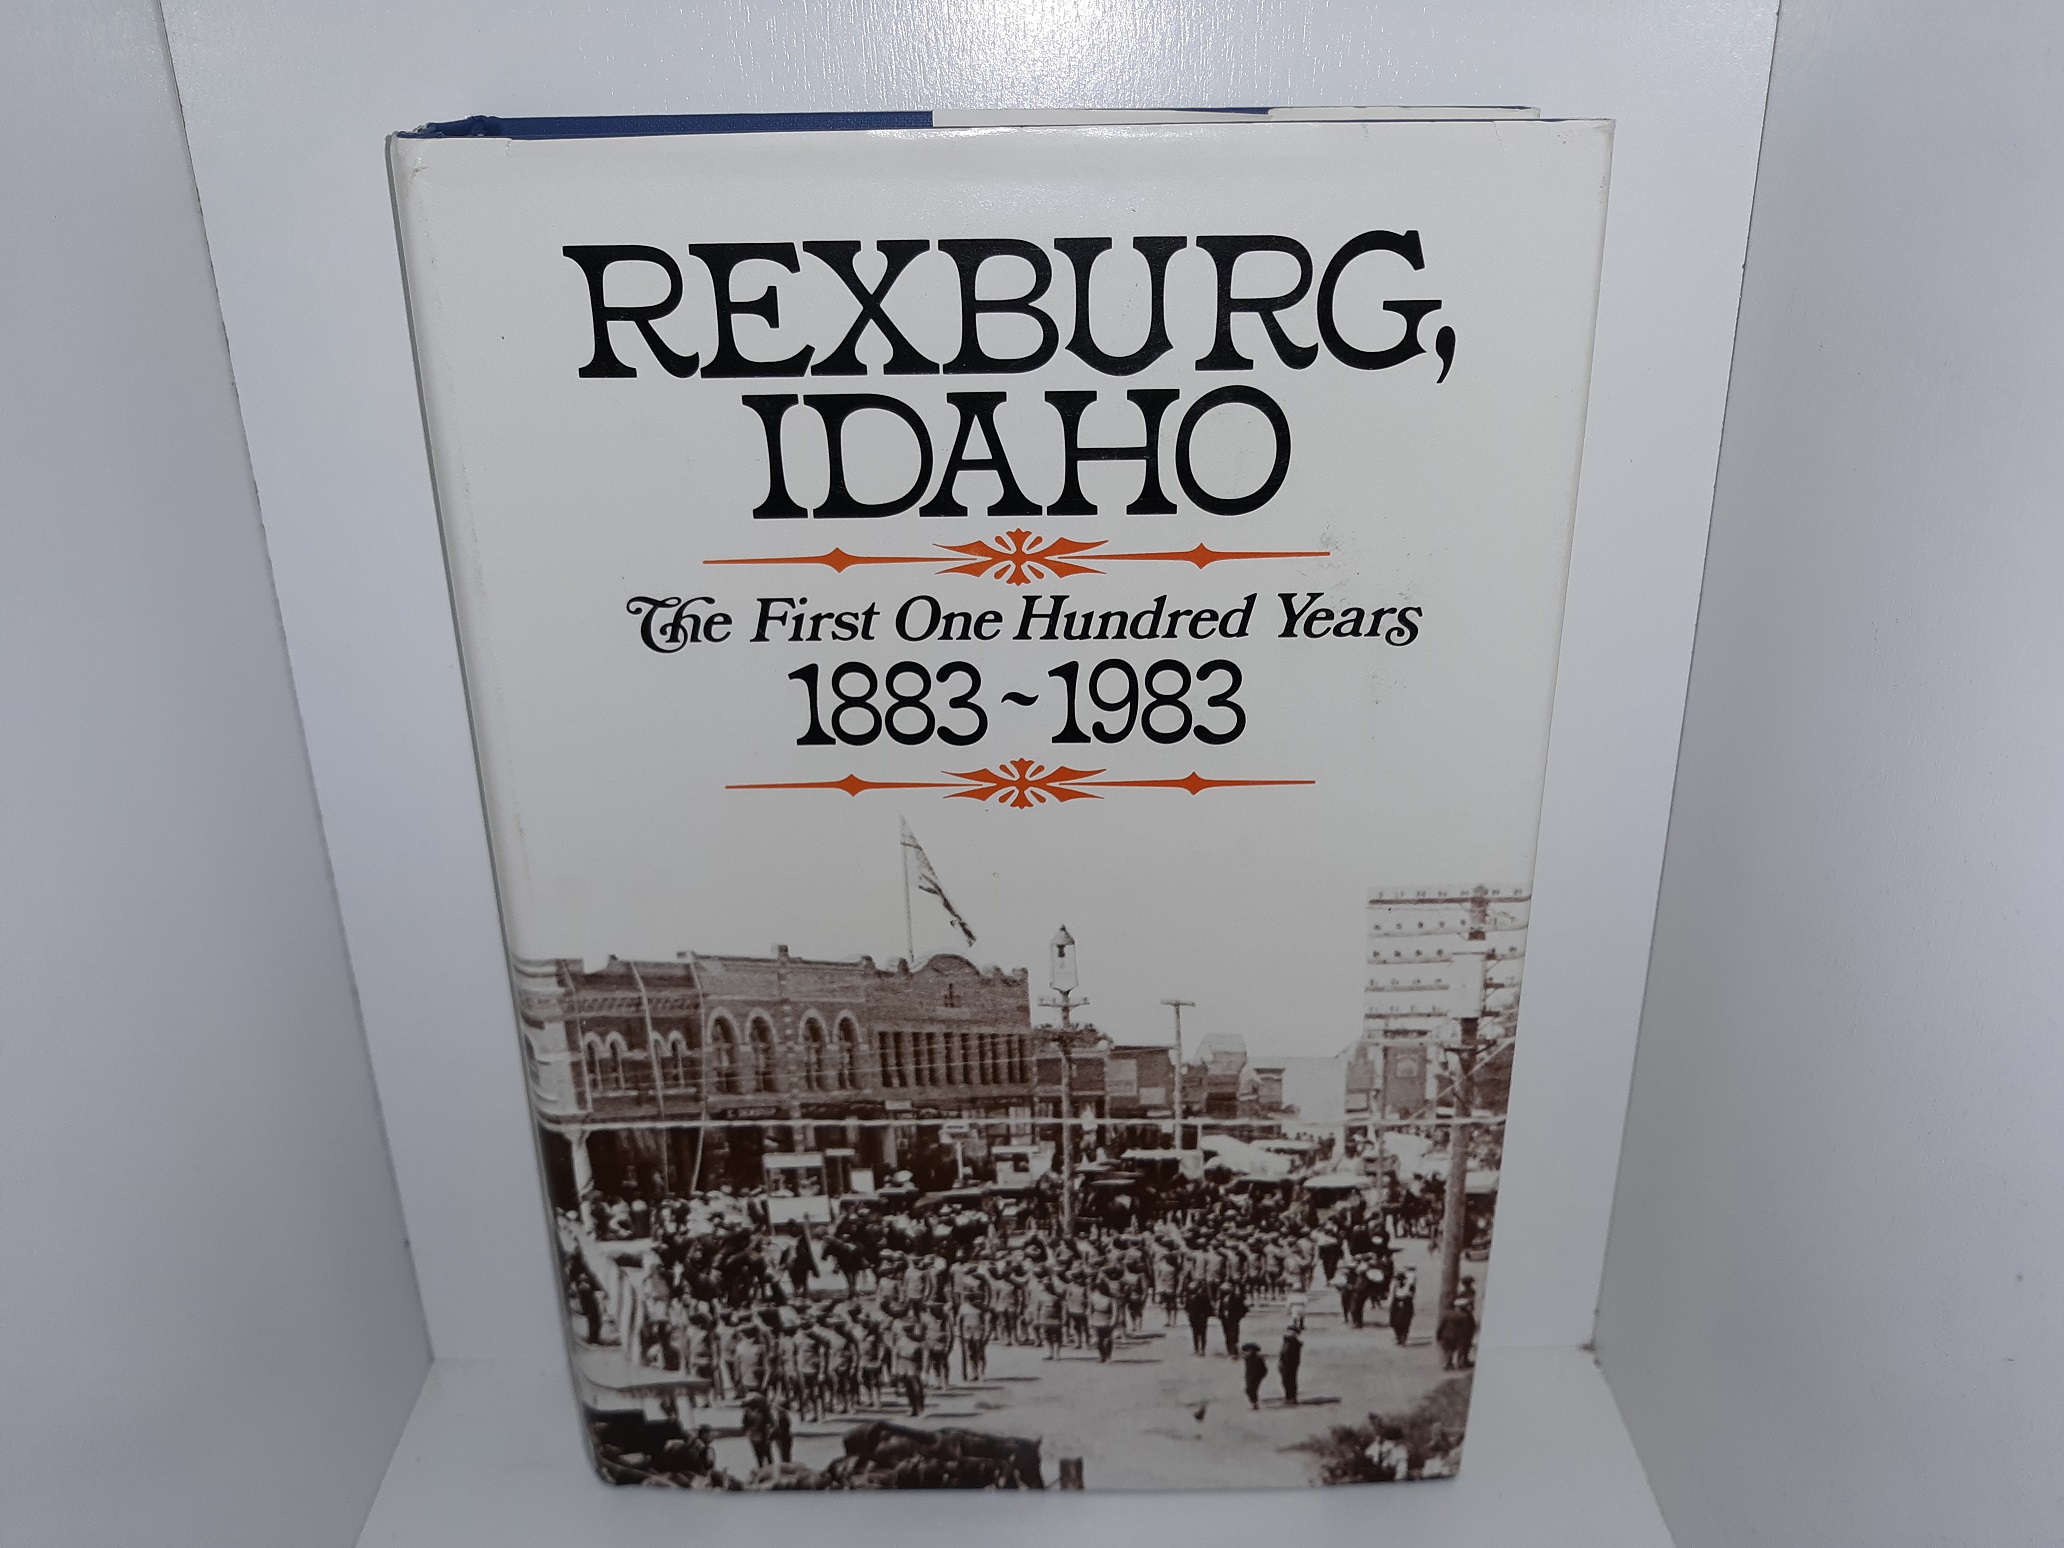 REXBURG,
IDAHO
The First One Hundred Years
1883~1983